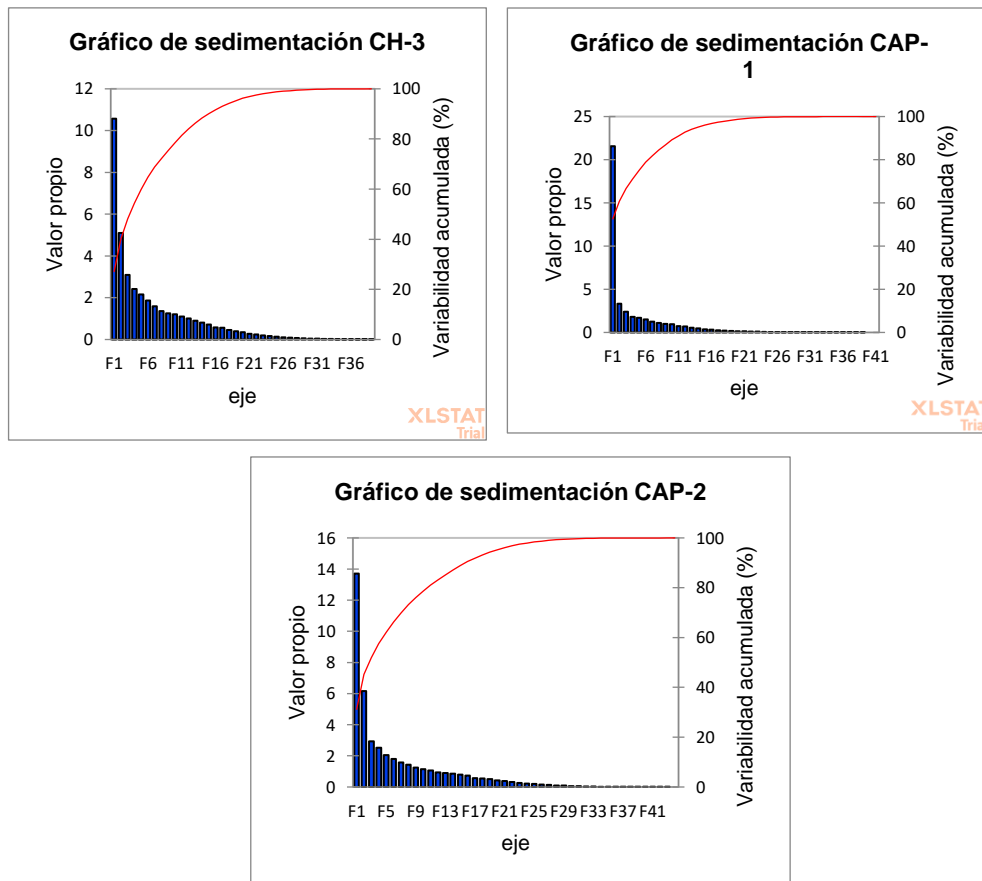 Gráfico de sedimentación CH-3
12
10
8
6
4
2
0
Valor propio
100
80
60
40
20
0
Variabilidad acumulada (%)
F1 F6 F11 F16 F21 F26 F31 F36
eje
XLSTAT
Trial
Gráfico de sedimentación CAP-
1
25
20
15
10
5
0
Valor propio
100
80
60
40
20
0
Variabilidad acumulada (%)
F1 F6 F11 F16 F21 F26 F31 F36 F41
eje
XLSTAT
Trial
Gráfico de sedimentación CAP-2
16
14
12
10
8
6
4
2
0
Valor propio
100
80
60
40
20
0
Variabilidad acumulada (%)
F1 F5 F9 F13 F17 F21 F25 F29 F33 F37 F41
eje